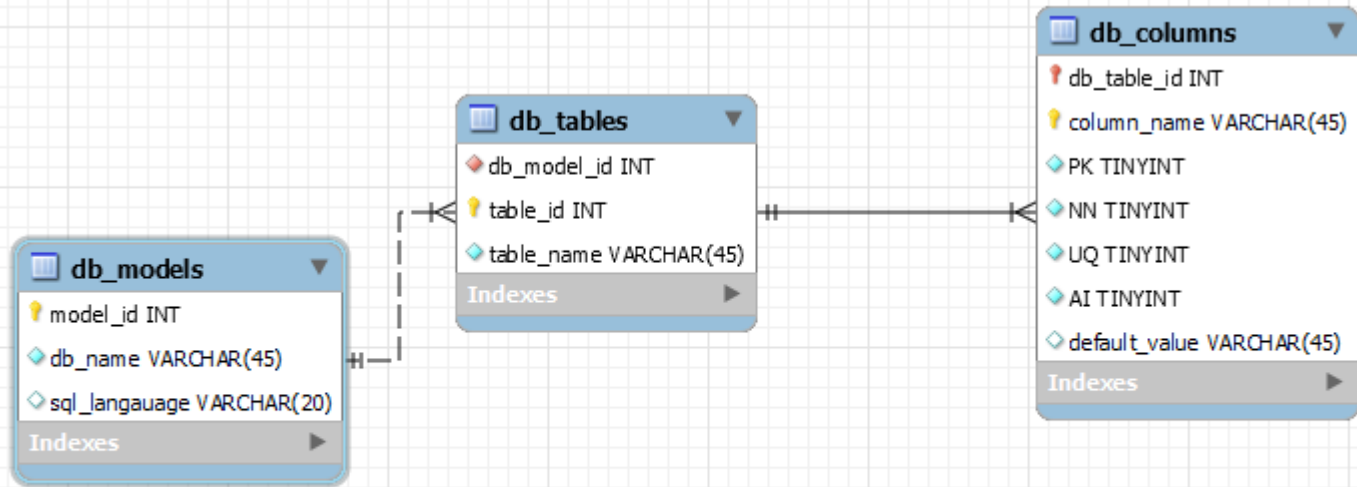 db_models
model_id INT
db_name VARCHAR(45)
sql_langauage VARCHAR(20)
Indexes
db_tables
db_model_id INT
table_id INT
table_name VARCHAR(45)
Indexes
db_columns
db_table_id INT
column_name VARCHAR(45)
PK TINYINT
NN TINYINT
UQ TINYINT
AI TINYINT
default_value VARCHAR(45)
Indexes